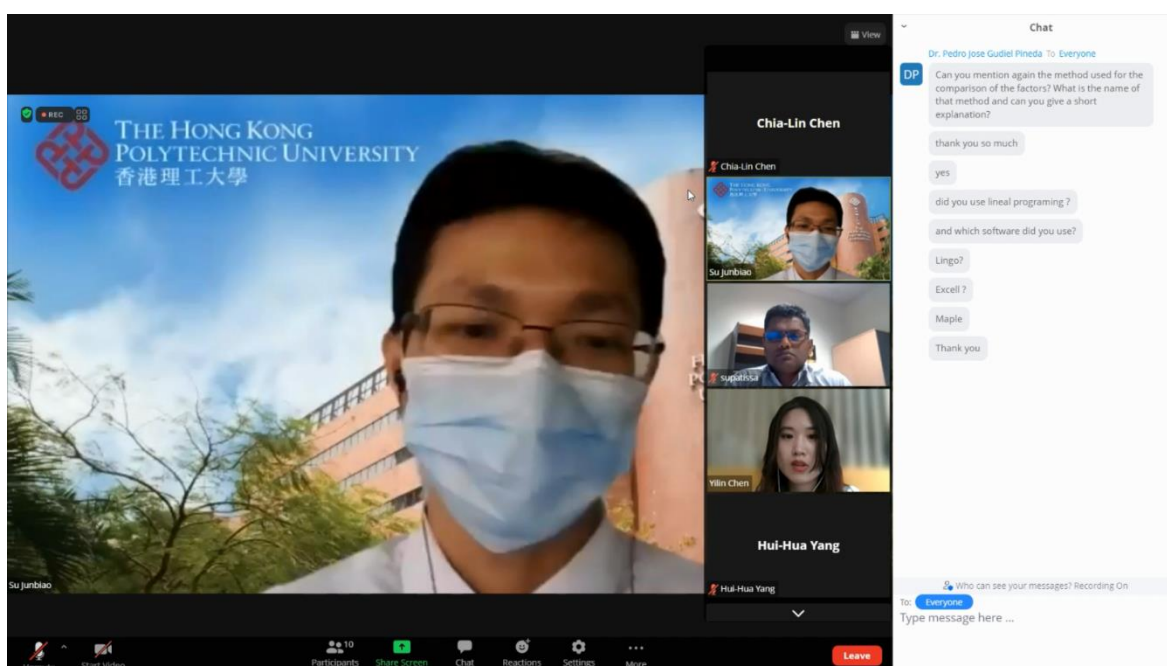 View
REC
THE HONG KONG
POLYTECHNIC UNIVERSITY
香港理工大學
Su Junbiao
Chia-Lin Chen
Chia-Lin Chen
Su Junbiao
supatissa
Yilin Chen
Hui-Hua Yang
Hui-Hua Yang
Start Video
10
Participants
Share Screen
Chat
Reactions
Settings
More
Leave
Chat
Dr. Pedro Jose Gudiel Pineda To Everyone
DP
Can you mention again the method used for the
comparison of the factors? What is the name of
that method and can you give a short
explanation?
thank you so much
yes
did you use lineal programing ?
and which software did you use?
Lingo?
Excell ?
Maple
Thank you
Who can see your messages? Recording On
To: Everyone
Type message here ...